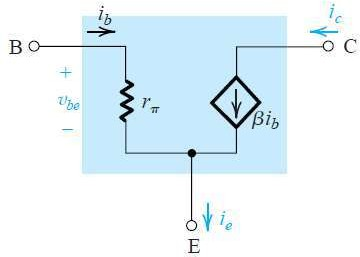 i_b i_c
B C
+
v_be r_π βi_b
−
i_e
E